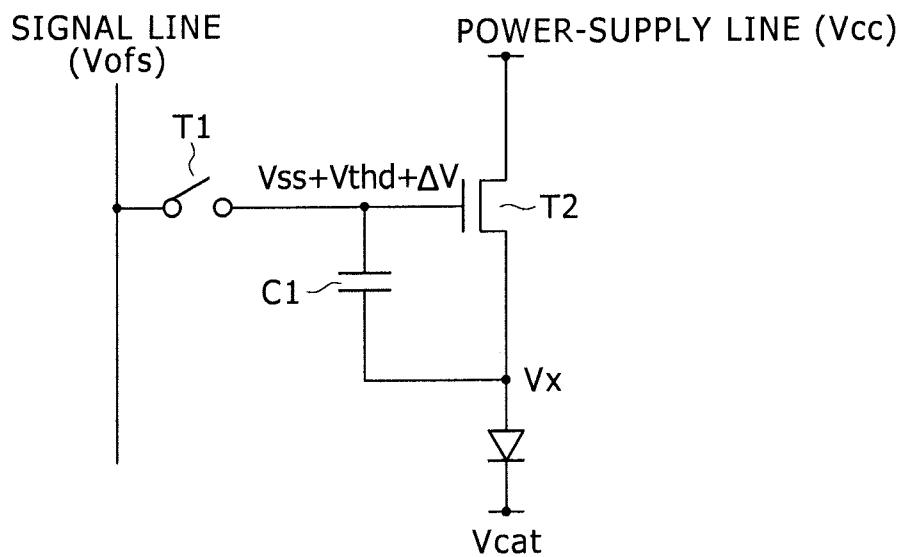 SIGNAL LINE
(Vofs)
POWER-SUPPLY LINE (Vcc)
T1
Vss+Vthd+ΔV
T2
C1
Vx
Vcat